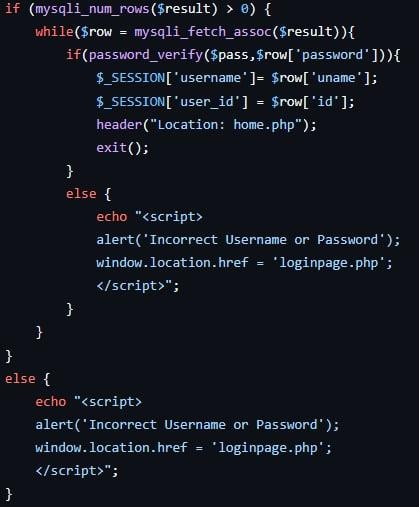 if (mysqli_num_rows($result) > 0) {
    while($row = mysqli_fetch_assoc($result)){
        if(password_verify($pass,$row['password'])){
            $_SESSION['username']= $row['uname'];
            $_SESSION['user_id'] = $row['id'];
            header("Location: home.php");
            exit();
        }
        else {
            echo "<script>
            alert('Incorrect Username or Password');
            window.location.href = 'loginpage.php';
            </script>";
        }
    }
}
else {
    echo "<script>
    alert('Incorrect Username or Password');
    window.location.href = 'loginpage.php';
    </script>";
}